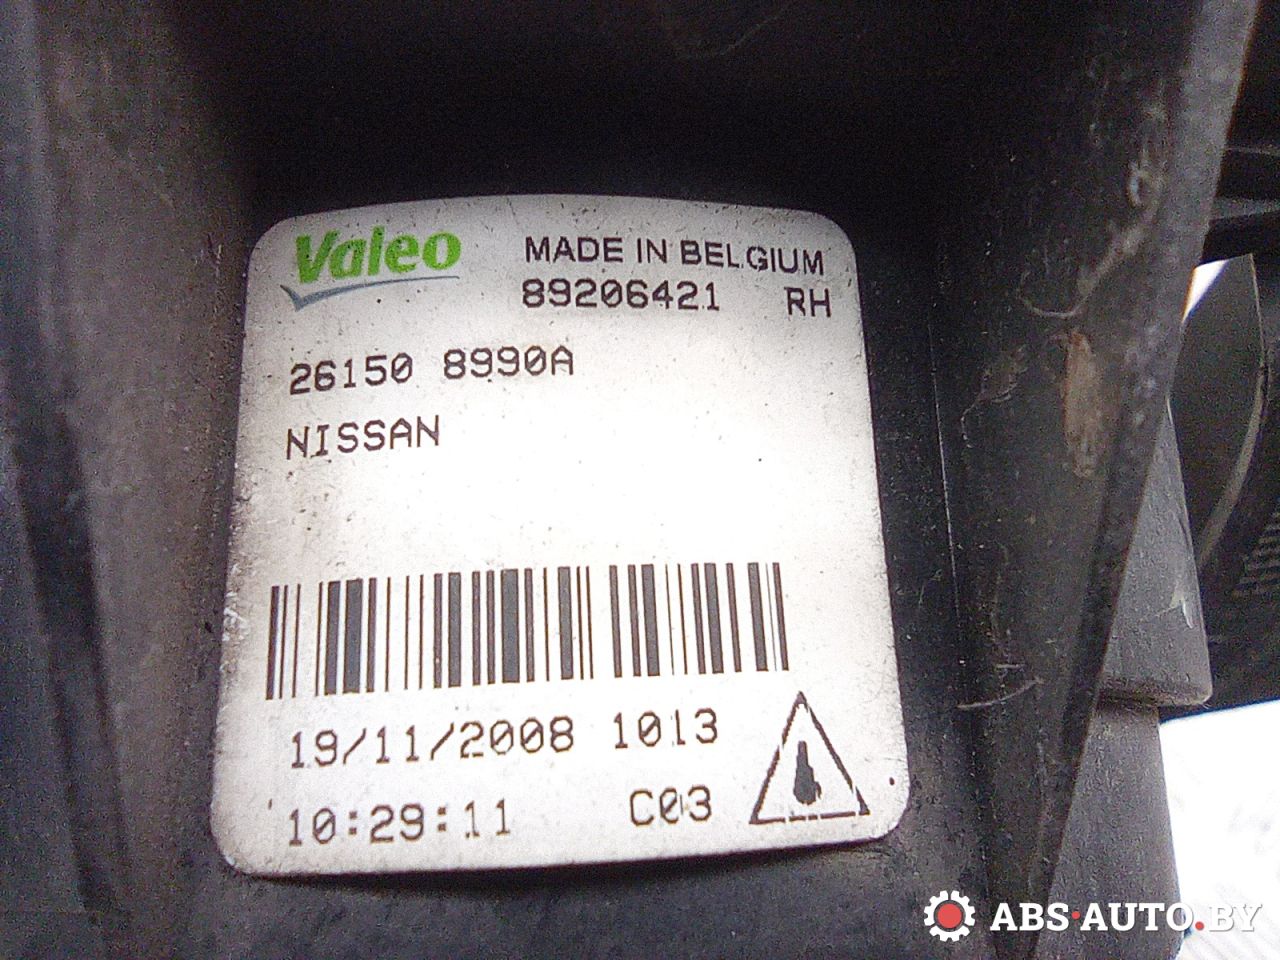 Valeo
MADE IN BELGIUM
89206421 RH
26150 8990A
NISSAN
19/11/2008 1013
10:29:11 C03
ABS·AUTO.BY